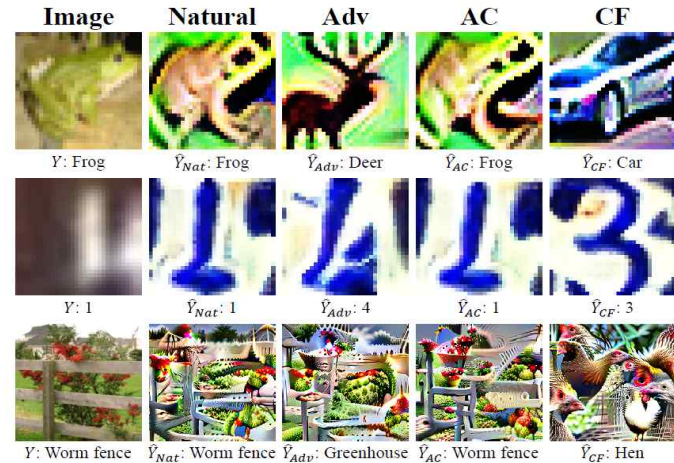 Image Natural Adv AC CF
Y: Frog Ŷ_Nat: Frog Ŷ_Adv: Deer Ŷ_AC: Frog Ŷ_CF: Car
Y: 1 Ŷ_Nat: 1 Ŷ_Adv: 4 Ŷ_AC: 1 Ŷ_CF: 3
Y: Worm fence Ŷ_Nat: Worm fence Ŷ_Adv: Greenhouse Ŷ_AC: Worm fence Ŷ_CF: Hen